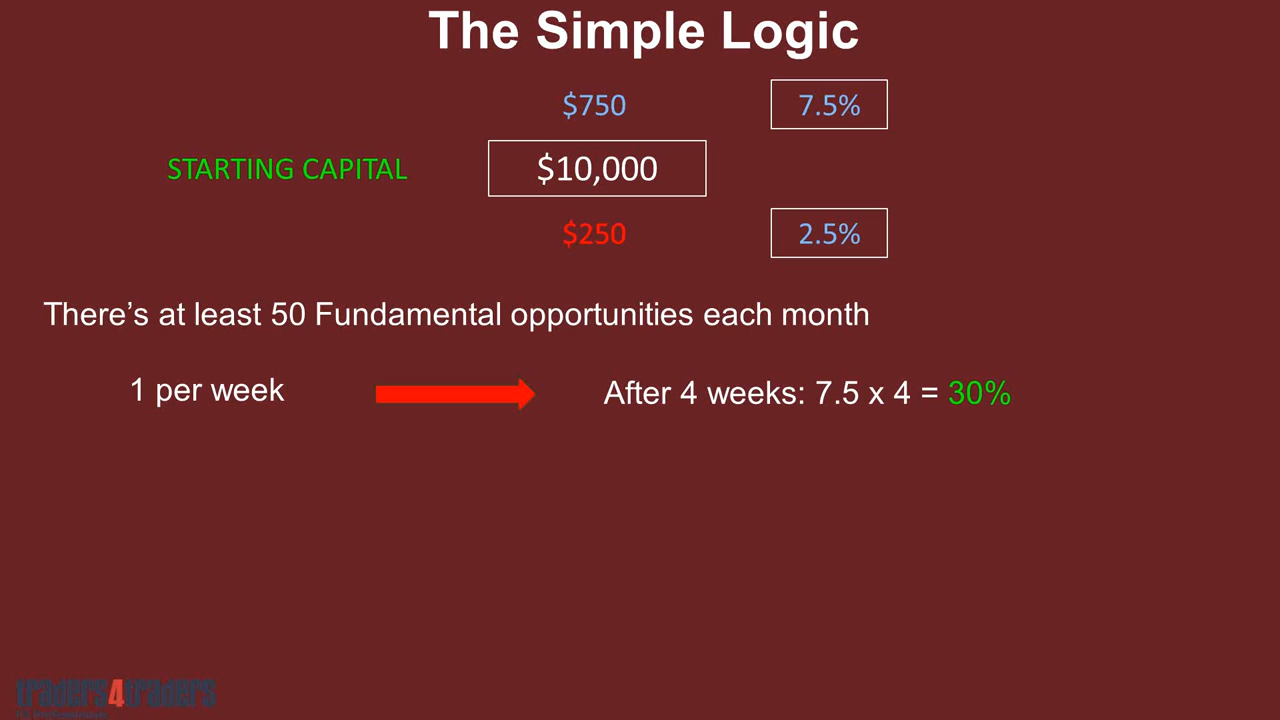 The Simple Logic
$750 7.5%
STARTING CAPITAL $10,000
$250 2.5%
There’s at least 50 Fundamental opportunities each month
1 per week After 4 weeks: 7.5 x 4 = 30%
traders4traders